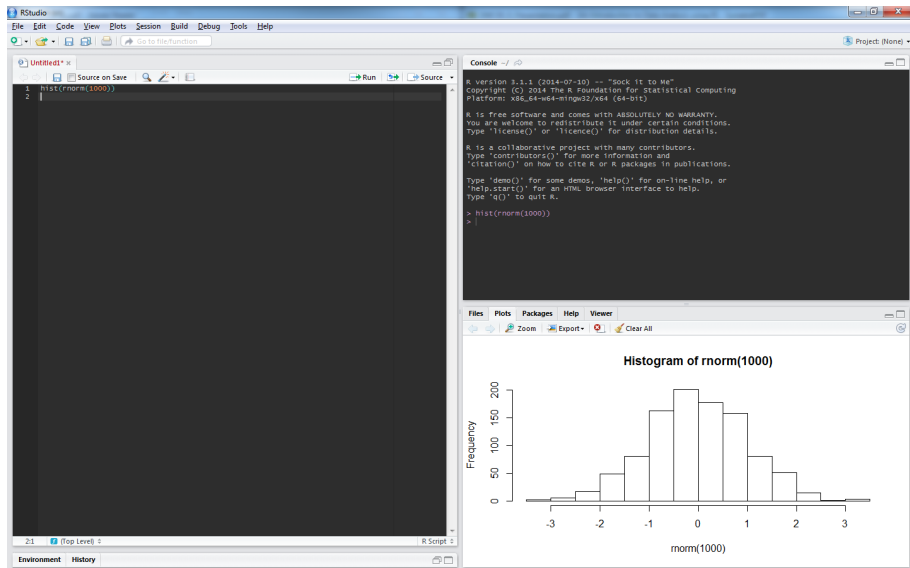 RStudio
File Edit Code View Plots Session Build Debug Tools Help
Go to file/function
Project: (None)
Untitled1*
Source on Save
Run
Source
1 hist(rnorm(1000))
2
2:1 (Top Level)
R Script
Environment History
Console ~/
R version 3.1.1 (2014-07-10) -- "Sock it to Me"
Copyright (C) 2014 The R Foundation for Statistical Computing
Platform: x86_64-w64-mingw32/x64 (64-bit)
R is free software and comes with ABSOLUTELY NO WARRANTY.
You are welcome to redistribute it under certain conditions.
Type 'license()' or 'licence()' for distribution details.
R is a collaborative project with many contributors.
Type 'contributors()' for more information and
'citation()' on how to cite R or R packages in publications.
Type 'demo()' for some demos, 'help()' for on-line help, or
'help.start()' for an HTML browser interface to help.
Type 'q()' to quit R.
> hist(rnorm(1000))
>
Files Plots Packages Help Viewer
Zoom Export Clear All
Histogram of rnorm(1000)
Frequency
200
150
100
50
0
-3 -2 -1 0 1 2 3
rnorm(1000)